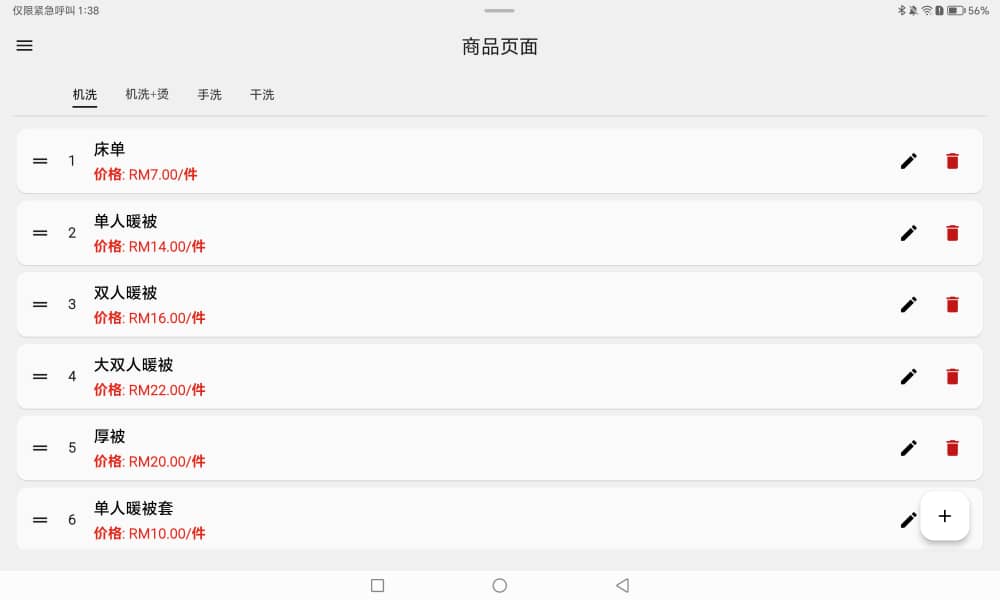 仅限紧急呼叫 1:38
56%
商品页面
机洗 机洗+烫 手洗 干洗
1
床单
价格: RM7.00/件
2
单人暖被
价格: RM14.00/件
3
双人暖被
价格: RM16.00/件
4
大双人暖被
价格: RM22.00/件
5
厚被
价格: RM20.00/件
6
单人暖被套
价格: RM10.00/件
+